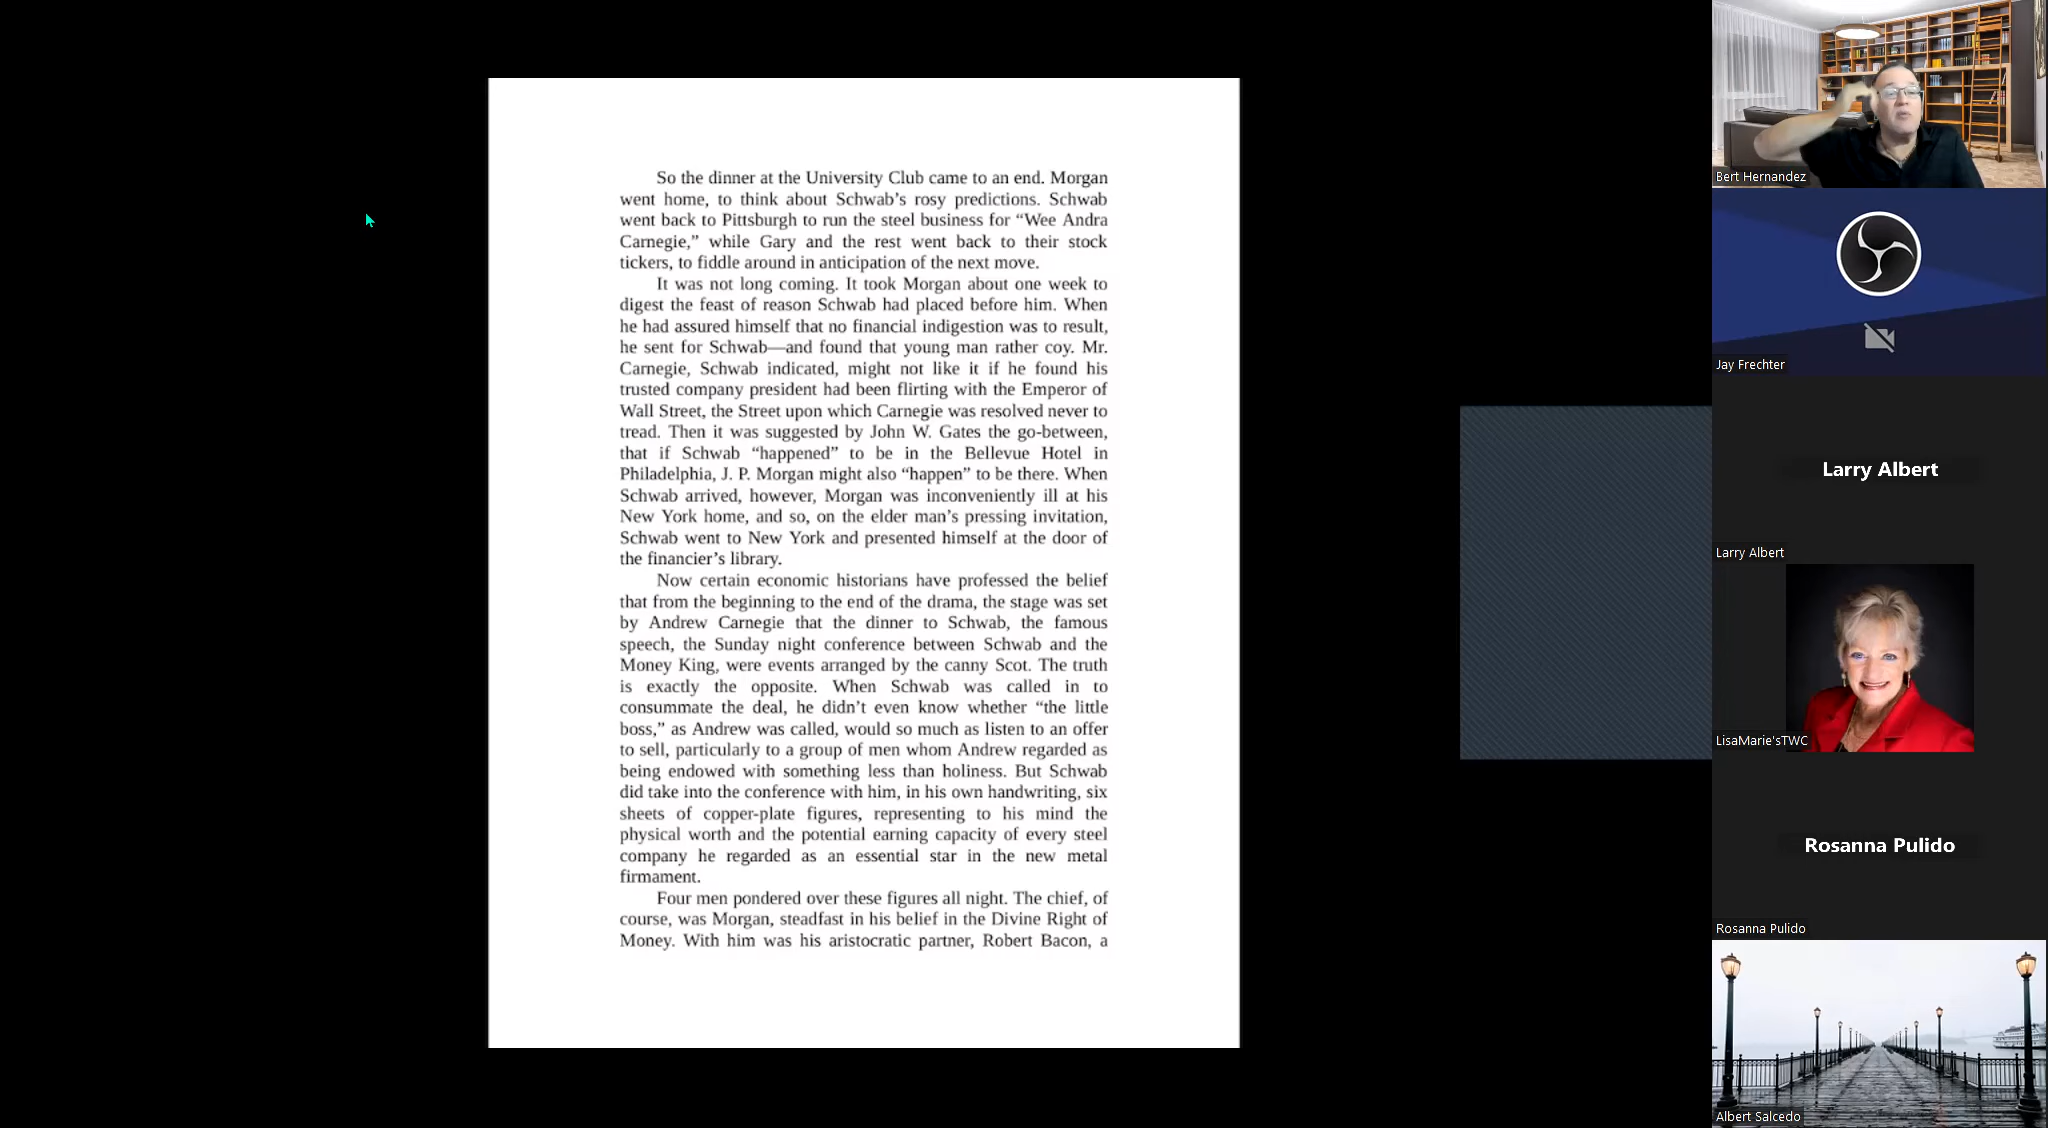 So the dinner at the University Club came to an end. Morgan
went home, to think about Schwab’s rosy predictions. Schwab
went back to Pittsburgh to run the steel business for “Wee Andra
Carnegie,” while Gary and the rest went back to their stock
tickers, to fiddle around in anticipation of the next move.
It was not long coming. It took Morgan about one week to
digest the feast of reason Schwab had placed before him. When
he had assured himself that no financial indigestion was to result,
he sent for Schwab—and found that young man rather coy. Mr.
Carnegie, Schwab indicated, might not like it if he found his
trusted company president had been flirting with the Emperor of
Wall Street, the Street upon which Carnegie was resolved never to
tread. Then it was suggested by John W. Gates the go-between,
that if Schwab “happened” to be in the Bellevue Hotel in
Philadelphia, J. P. Morgan might also “happen” to be there. When
Schwab arrived, however, Morgan was inconveniently ill at his
New York home, and so, on the elder man’s pressing invitation,
Schwab went to New York and presented himself at the door of
the financier’s library.
Now certain economic historians have professed the belief
that from the beginning to the end of the drama, the stage was set
by Andrew Carnegie that the dinner to Schwab, the famous
speech, the Sunday night conference between Schwab and the
Money King, were events arranged by the canny Scot. The truth
is exactly the opposite. When Schwab was called in to
consummate the deal, he didn’t even know whether “the little
boss,” as Andrew was called, would so much as listen to an offer
to sell, particularly to a group of men whom Andrew regarded as
being endowed with something less than holiness. But Schwab
did take into the conference with him, in his own handwriting, six
sheets of copper-plate figures, representing to his mind the
physical worth and the potential earning capacity of every steel
company he regarded as an essential star in the new metal
firmament.
Four men pondered over these figures all night. The chief, of
course, was Morgan, steadfast in his belief in the Divine Right of
Money. With him was his aristocratic partner, Robert Bacon, a
Bert Hernandez
Jay Frechter
Larry Albert
Larry Albert
LisaMarie'sTWC
Rosanna Pulido
Rosanna Pulido
Albert Salcedo